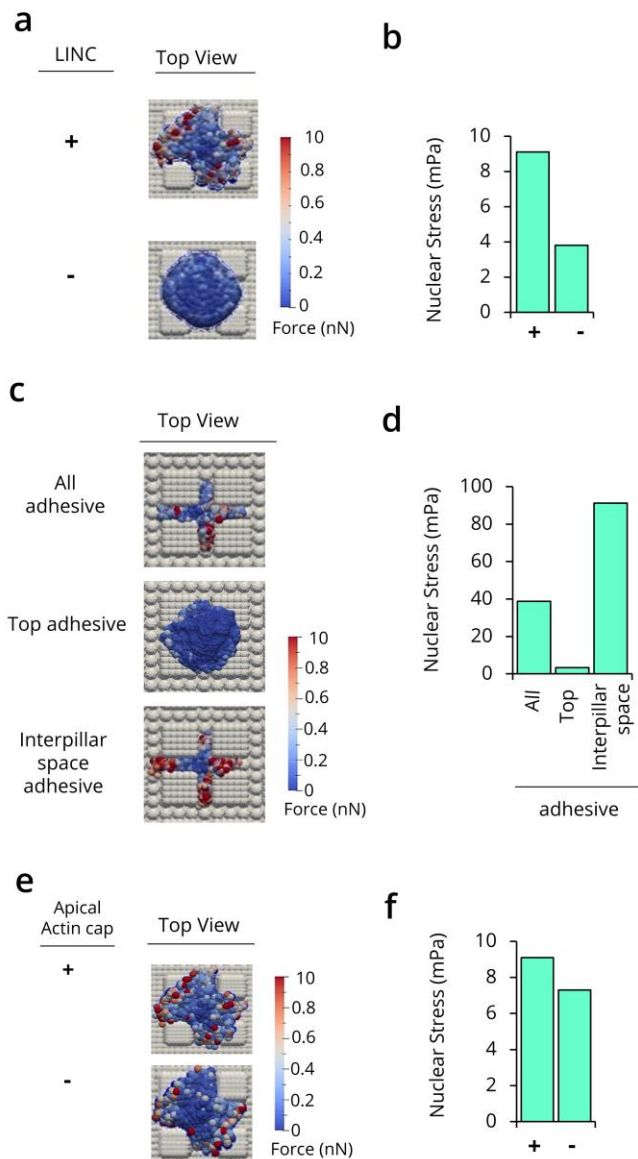 a
LINC
Top View
+
-
10
0.8
0.6
0.4
0.2
0
Force (nN)
b
Nuclear Stress (mPa)
10
8
6
4
2
0
+ -
c
Top View
All
adhesive
Top adhesive
Interpillar
space
adhesive
10
0.8
0.6
0.4
0.2
0
Force (nN)
d
Nuclear Stress (mPa)
100
80
60
40
20
0
All
Top
Interpillar
space
adhesive
e
Apical
Actin cap
Top View
+
-
10
0.8
0.6
0.4
0.2
0
Force (nN)
f
Nuclear Stress (mPa)
10
8
6
4
2
0
+ -